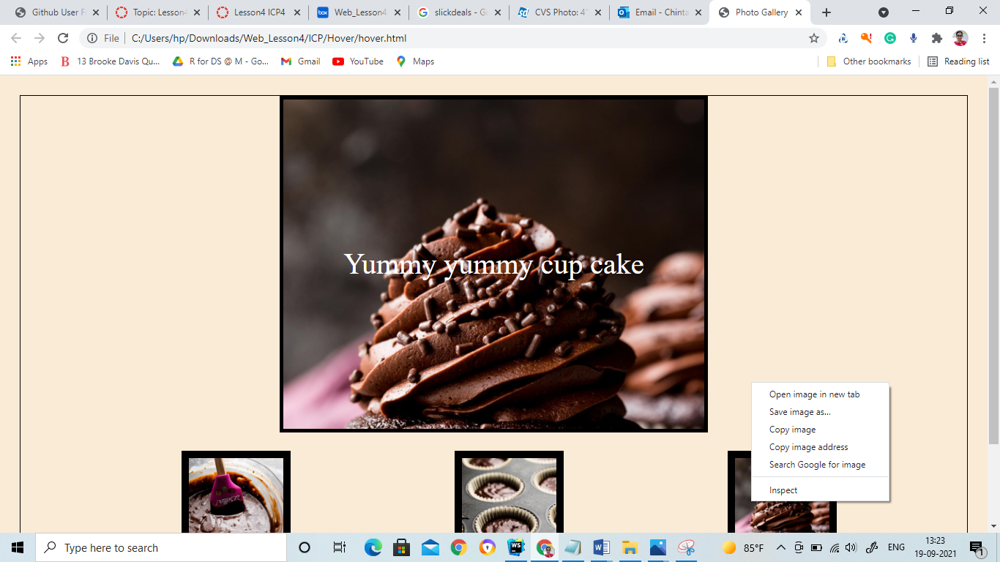 Github User F
Topic: Lesson4
Lesson4 ICP4
Web_Lesson4
slickdeals - Go
CVS Photo: 4"
Email - Chinta
Photo Gallery
File
C:/Users/hp/Downloads/Web_Lesson4/ICP/Hover/hover.html
Apps
13 Brooke Davis Qu...
R for DS @ M - Go...
Gmail
YouTube
Maps
Other bookmarks
Reading list
Yummy yummy cup cake
Open image in new tab
Save image as...
Copy image
Copy image address
Search Google for image
Inspect
Type here to search
85°F
ENG
13:23
19-09-2021
1